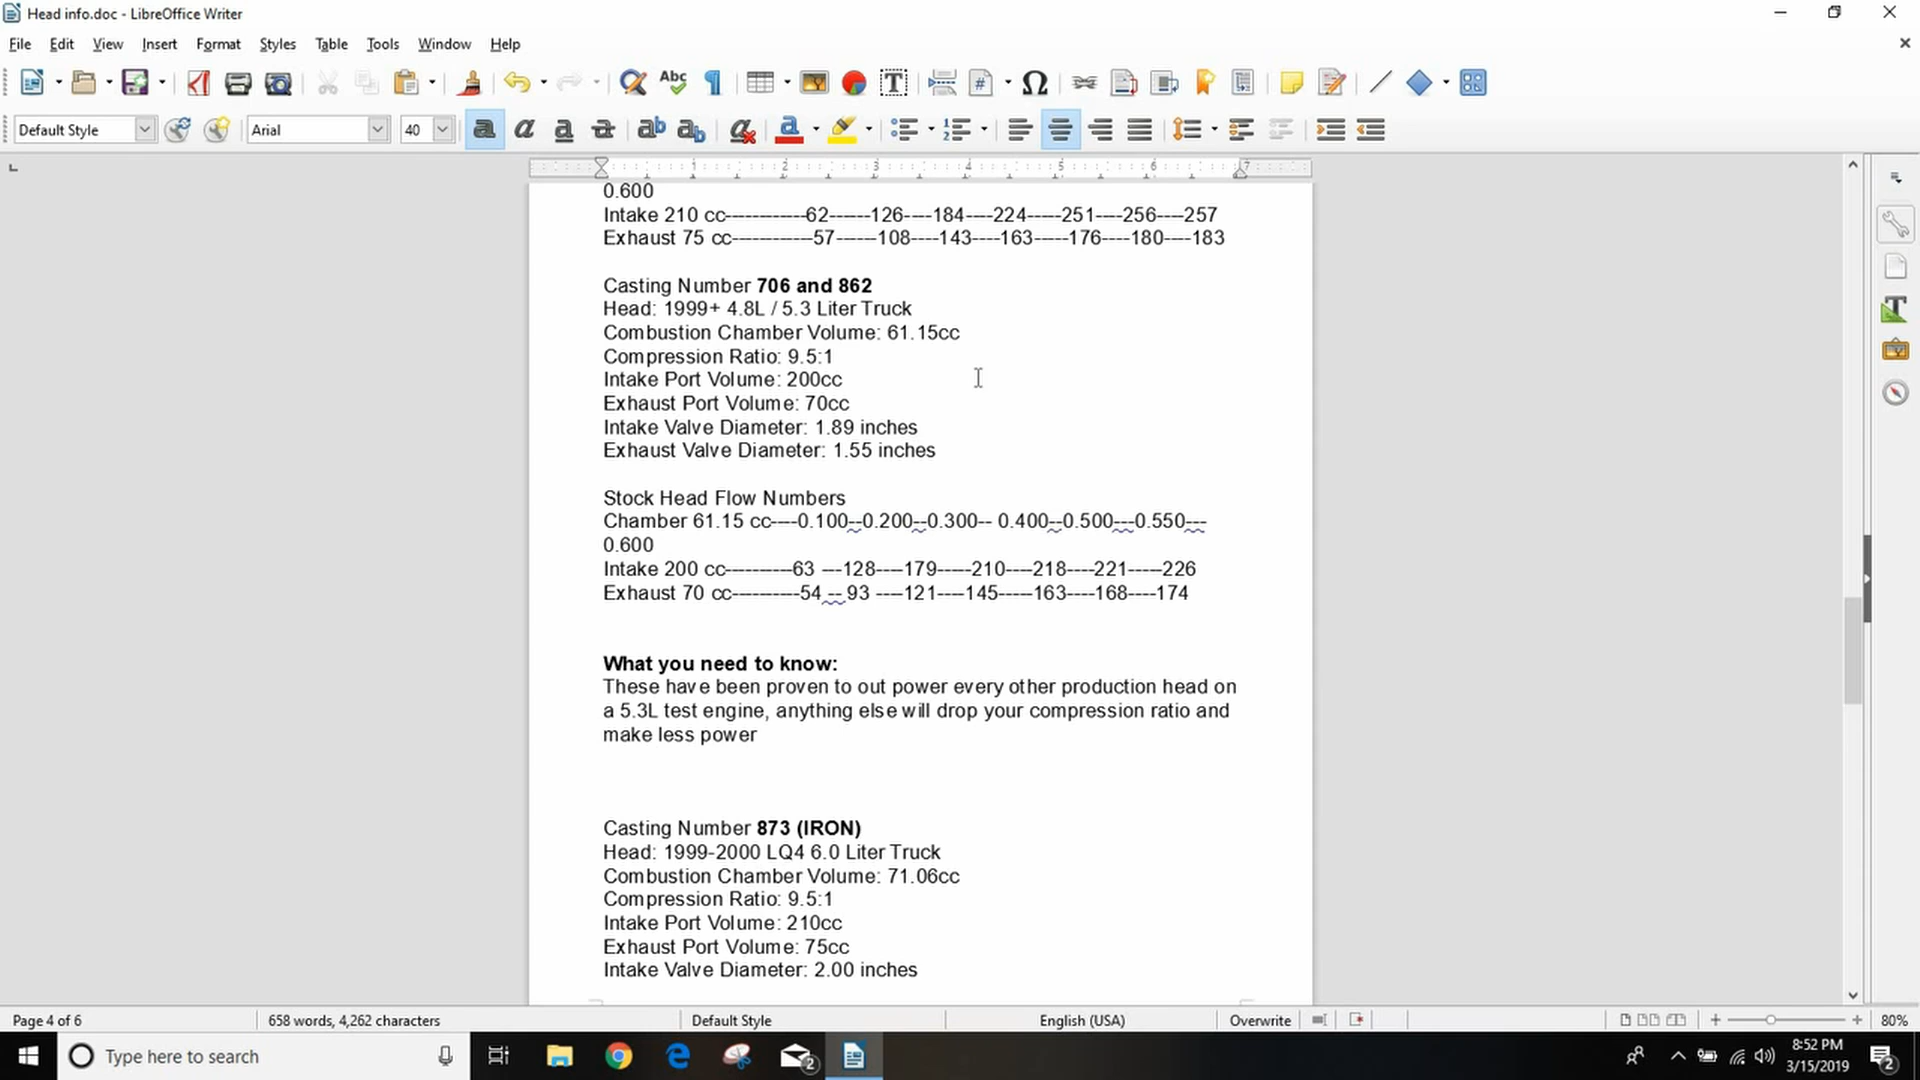 Head info.doc - LibreOffice Writer
File Edit View Insert Format Styles Table Tools Window Help
Abc
Default Style Arial 40
1 2 3 4 5 6 7
0.600
Intake 210 cc------------62------126----184----224-----251----256----257
Exhaust 75 cc------------57------108----143----163-----176----180----183
Casting Number 706 and 862
Head: 1999+ 4.8L / 5.3 Liter Truck
Combustion Chamber Volume: 61.15cc
Compression Ratio: 9.5:1
Intake Port Volume: 200cc
Exhaust Port Volume: 70cc
Intake Valve Diameter: 1.89 inches
Exhaust Valve Diameter: 1.55 inches
Stock Head Flow Numbers
Chamber 61.15 cc----0.100--0.200--0.300-- 0.400--0.500---0.550---
0.600
Intake 200 cc----------63 ---128----179-----210----218----221-----226
Exhaust 70 cc----------54 -- 93 ----121----145-----163----168----174
What you need to know:
These have been proven to out power every other production head on
a 5.3L test engine, anything else will drop your compression ratio and
make less power
Casting Number 873 (IRON)
Head: 1999-2000 LQ4 6.0 Liter Truck
Combustion Chamber Volume: 71.06cc
Compression Ratio: 9.5:1
Intake Port Volume: 210cc
Exhaust Port Volume: 75cc
Intake Valve Diameter: 2.00 inches
Page 4 of 6 658 words, 4,262 characters Default Style English (USA) Overwrite 80%
Type here to search 2 8:52 PM
3/15/2019 2